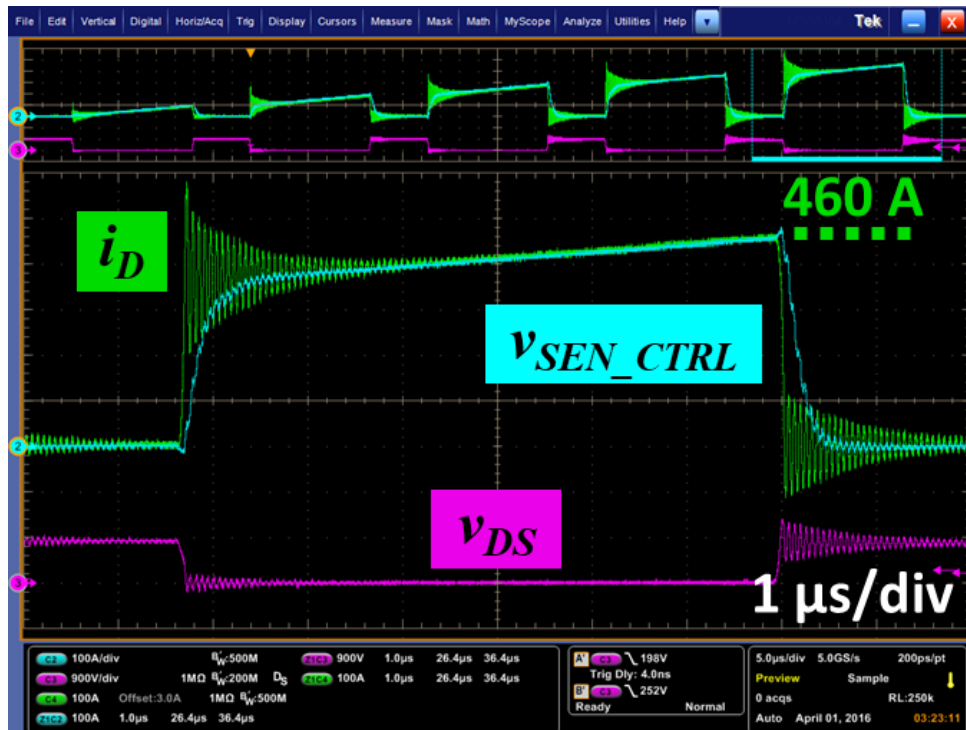 File Edit Vertical Digital Horiz/Acq Trig Display Cursors Measure Mask Math MyScope Analyze Utilities Help Tek X
2
3
460 A
iD
vSEN_CTRL
2
vDS
3
1 μs/div
C2 100A/div BW:500M Z1C3 900V 1.0μs 26.4μs 36.4μs
C3 900V/div 1MΩ BW:200M DS Z1C4 100A 1.0μs 26.4μs 36.4μs
C4 100A Offset:3.0A 1MΩ BW:500M
Z1C2 100A 1.0μs 26.4μs 36.4μs
A' C3 198V
Trig Dly: 4.0ns
B' C3 252V
Ready Normal
5.0μs/div 5.0GS/s 200ps/pt
Preview Sample
0 acqs RL:250k
Auto April 01, 2016 03:23:11